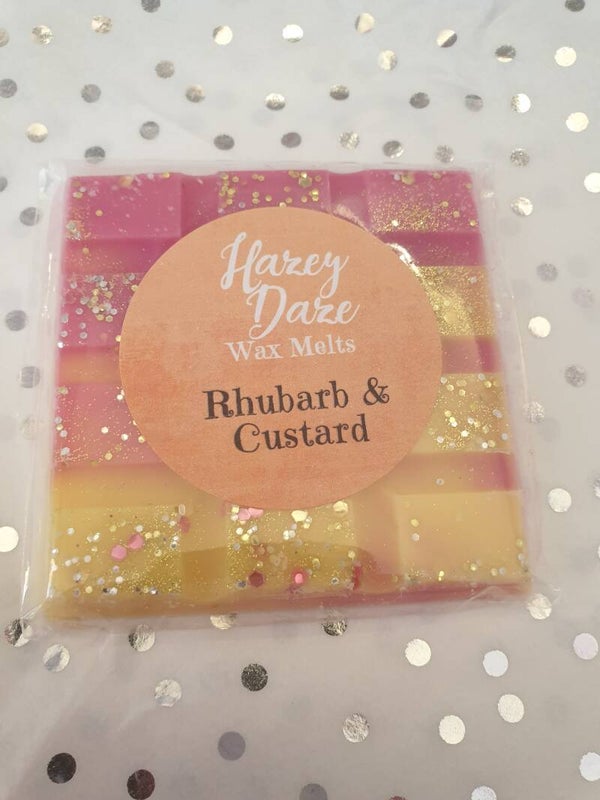 Hazey
Daze
Wax Melts
Rhubarb &
Custard